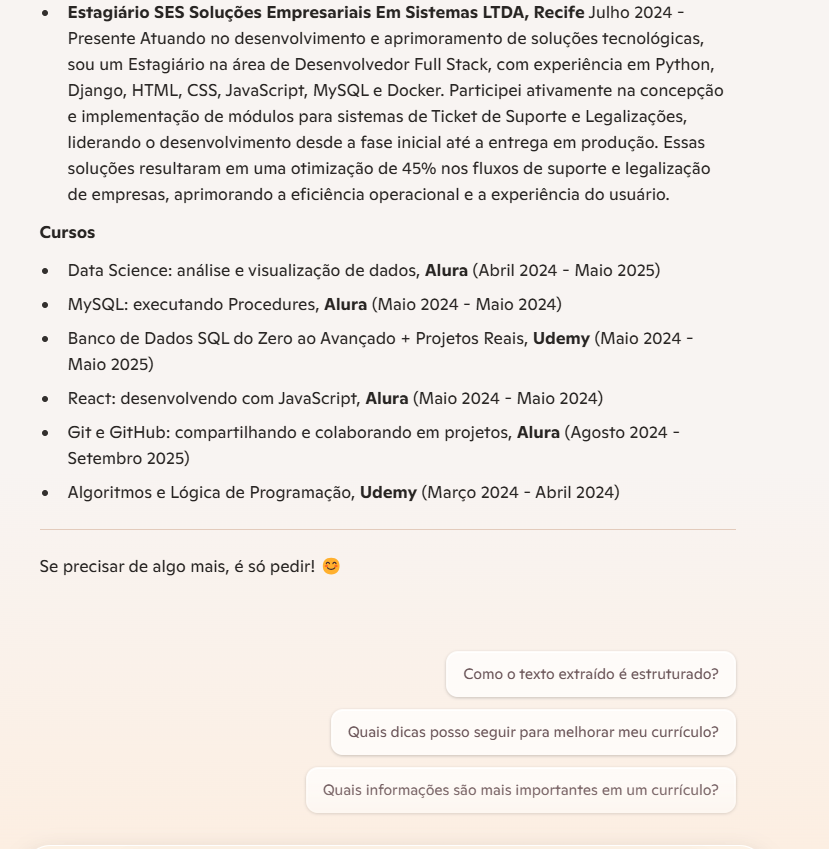 Estagiário SES Soluções Empresariais Em Sistemas LTDA, Recife Julho 2024 -
Presente Atuando no desenvolvimento e aprimoramento de soluções tecnológicas,
sou um Estagiário na área de Desenvolvedor Full Stack, com experiência em Python,
Django, HTML, CSS, JavaScript, MySQL e Docker. Participei ativamente na concepção
e implementação de módulos para sistemas de Ticket de Suporte e Legalizações,
liderando o desenvolvimento desde a fase inicial até a entrega em produção. Essas
soluções resultaram em uma otimização de 45% nos fluxos de suporte e legalização
de empresas, aprimorando a eficiência operacional e a experiência do usuário.
Cursos
Data Science: análise e visualização de dados, Alura (Abril 2024 - Maio 2025)
MySQL: executando Procedures, Alura (Maio 2024 - Maio 2024)
Banco de Dados SQL do Zero ao Avançado + Projetos Reais, Udemy (Maio 2024 -
Maio 2025)
React: desenvolvendo com JavaScript, Alura (Maio 2024 - Maio 2024)
Git e GitHub: compartilhando e colaborando em projetos, Alura (Agosto 2024 -
Setembro 2025)
Algoritmos e Lógica de Programação, Udemy (Março 2024 - Abril 2024)
Se precisar de algo mais, é só pedir! 😊
Como o texto extraído é estruturado?
Quais dicas posso seguir para melhorar meu currículo?
Quais informações são mais importantes em um currículo?